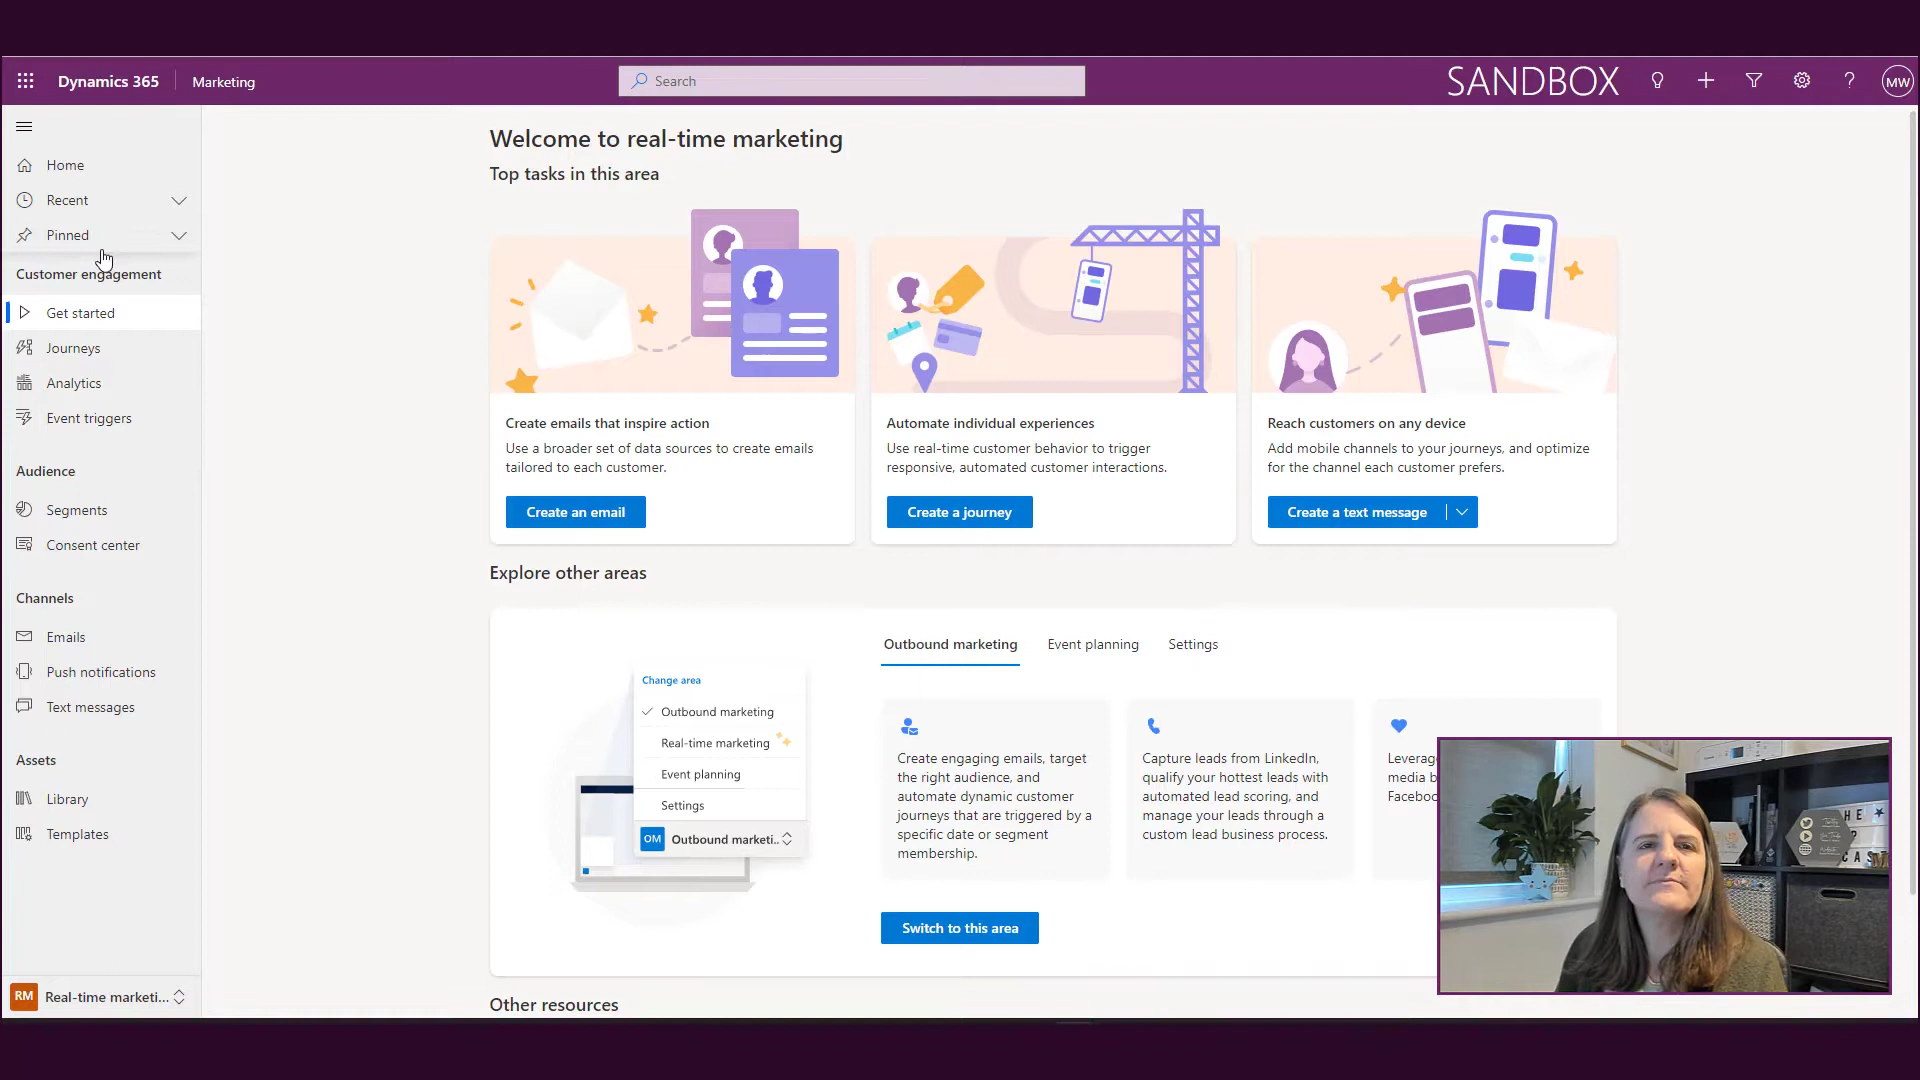 Dynamics 365
Marketing
Search
SANDBOX
MW
Home
Recent
Pinned
Customer engagement
Get started
Journeys
Analytics
Event triggers
Audience
Segments
Consent center
Channels
Emails
Push notifications
Text messages
Assets
Library
Templates
RM
Real-time marketi...
Welcome to real-time marketing
Top tasks in this area
Create emails that inspire action
Use a broader set of data sources to create emails
tailored to each customer.
Create an email
Automate individual experiences
Use real-time customer behavior to trigger
responsive, automated customer interactions.
Create a journey
Reach customers on any device
Add mobile channels to your journeys, and optimize
for the channel each customer prefers.
Create a text message
Explore other areas
Change area
Outbound marketing
Real-time marketing
Event planning
Settings
OM
Outbound marketi..
Outbound marketing
Event planning
Settings
Create engaging emails, target
the right audience, and
automate dynamic customer
journeys that are triggered by a
specific date or segment
membership.
Capture leads from LinkedIn,
qualify your hottest leads with
automated lead scoring, and
manage your leads through a
custom lead business process.
Leverag
media b
Facebo
Switch to this area
THE
CAS
Other resources